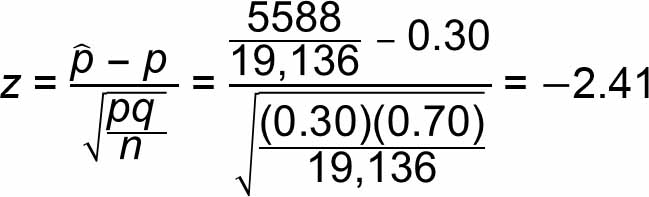 z = p̂ − p / √(pq / n) = (5588 / 19,136 − 0.30) / √((0.30)(0.70) / 19,136) = −2.41